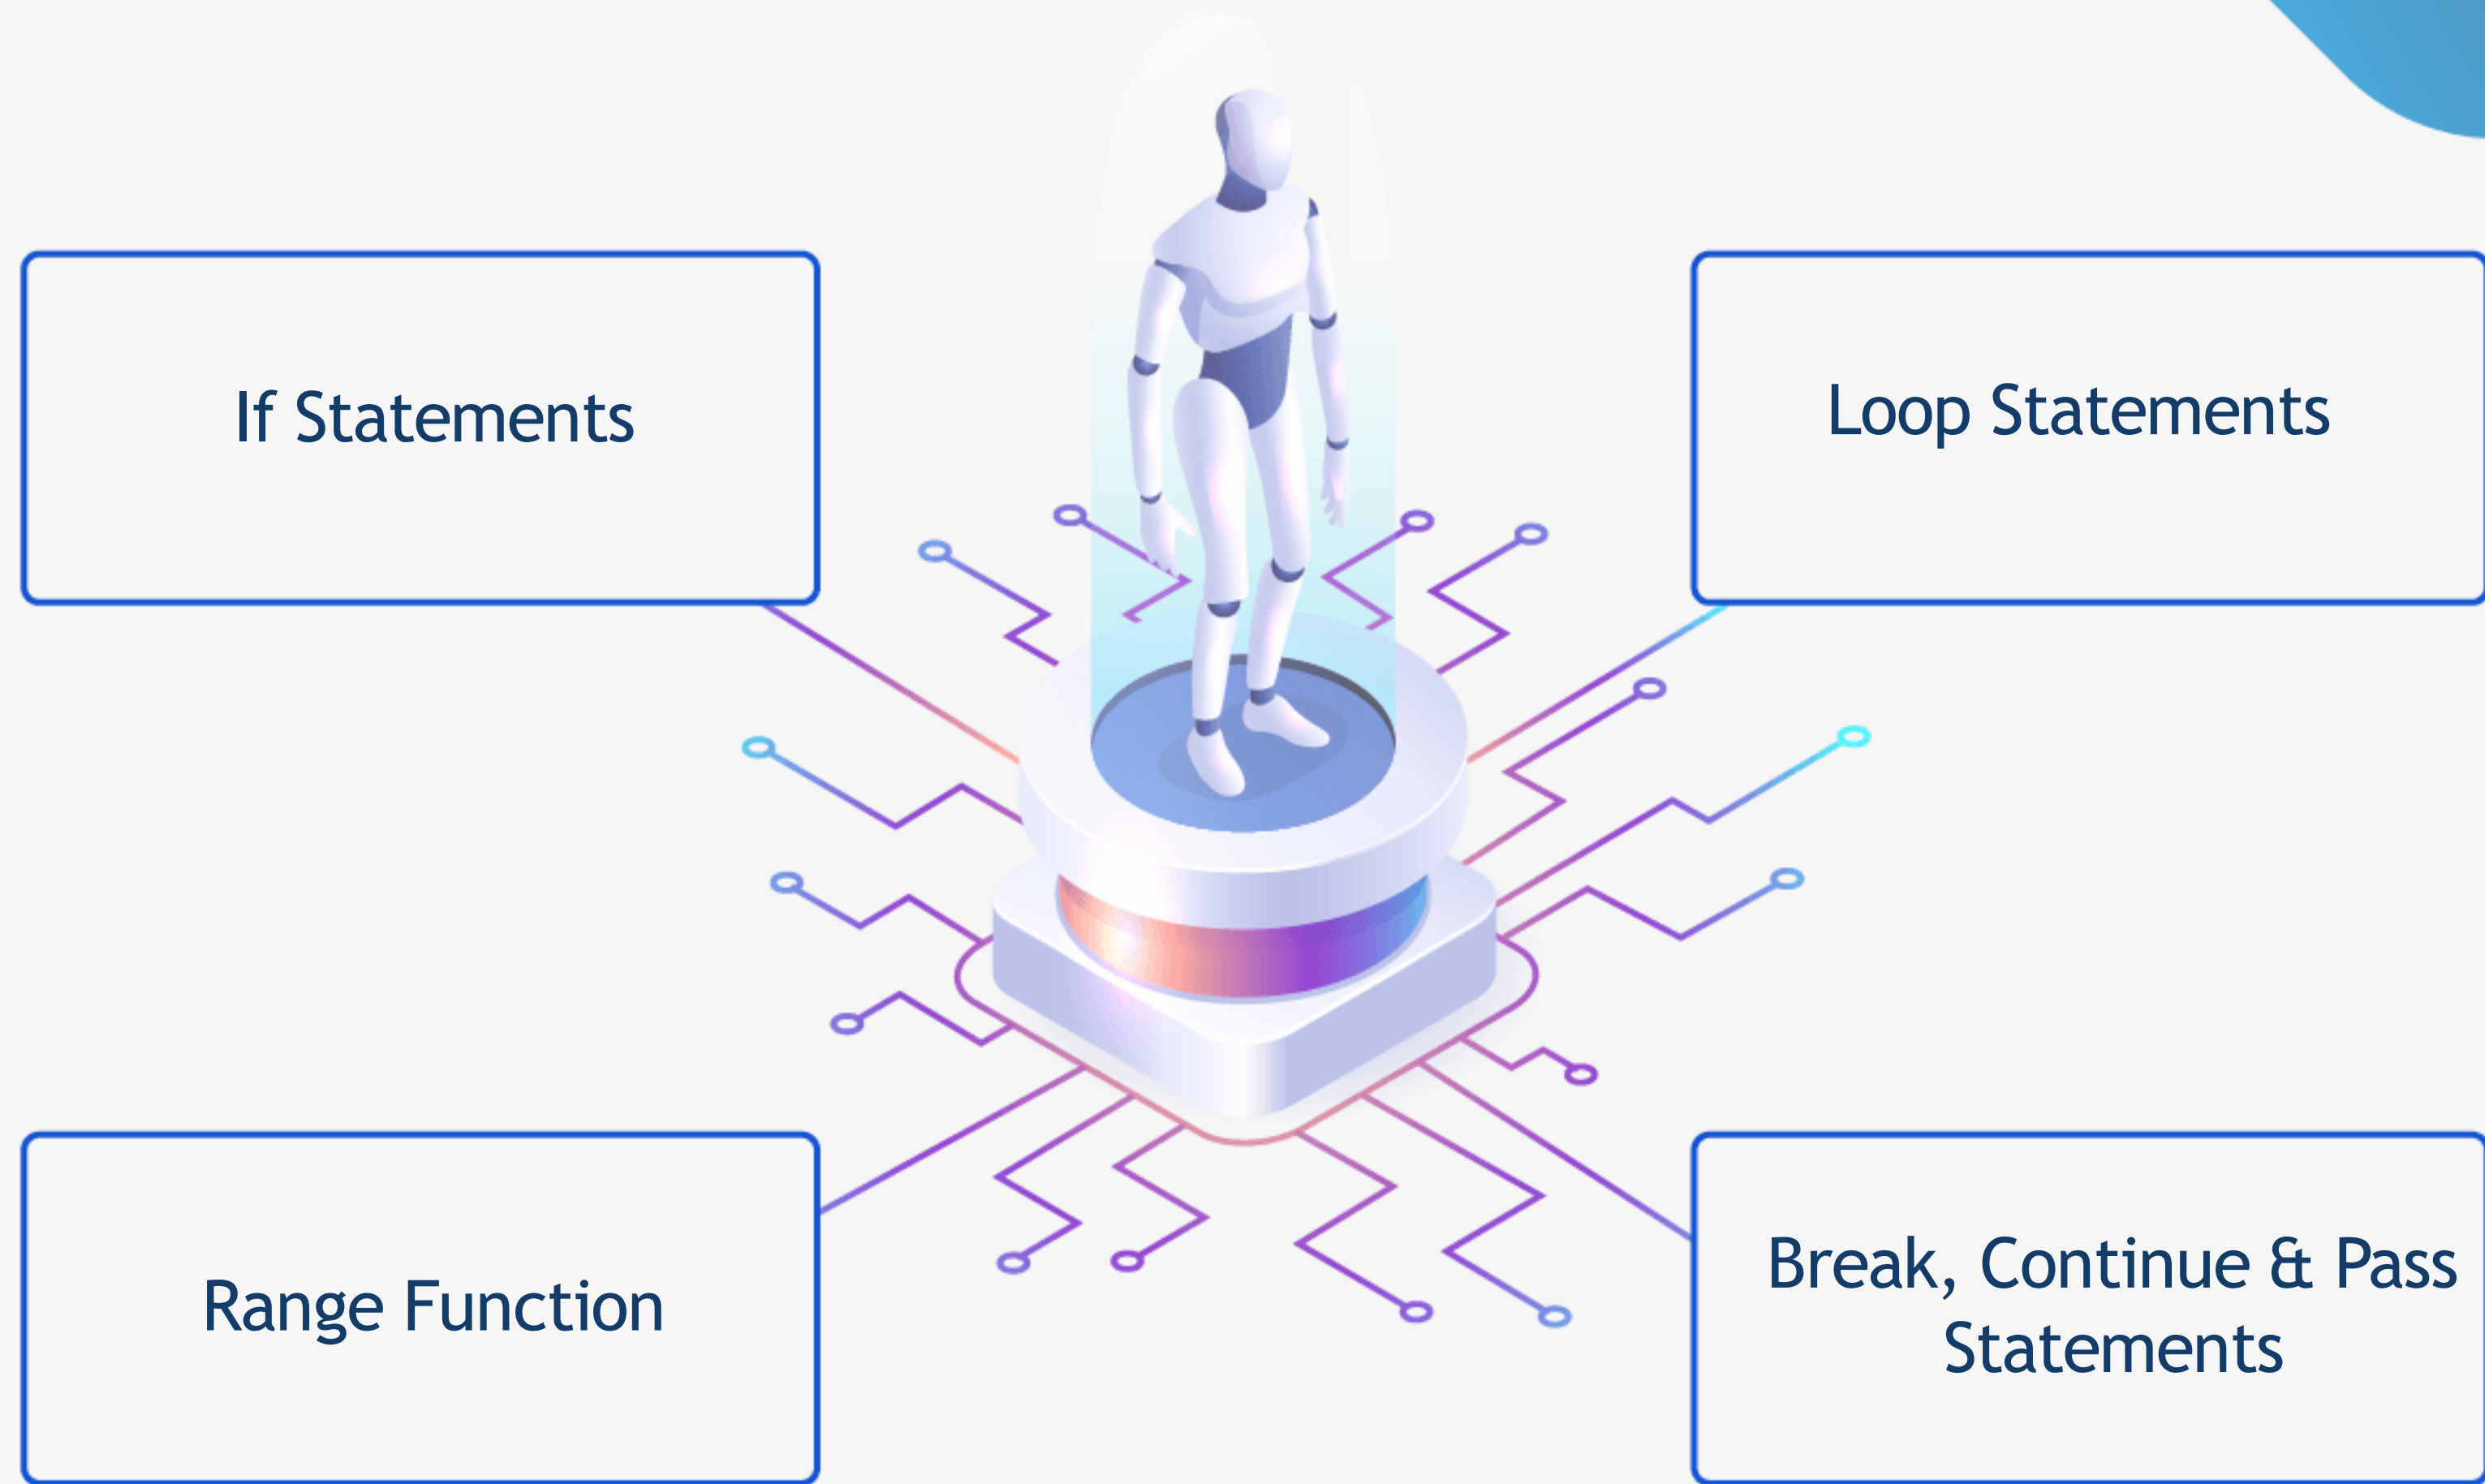 If Statements
Loop Statements
Range Function
Break, Continue & Pass
Statements